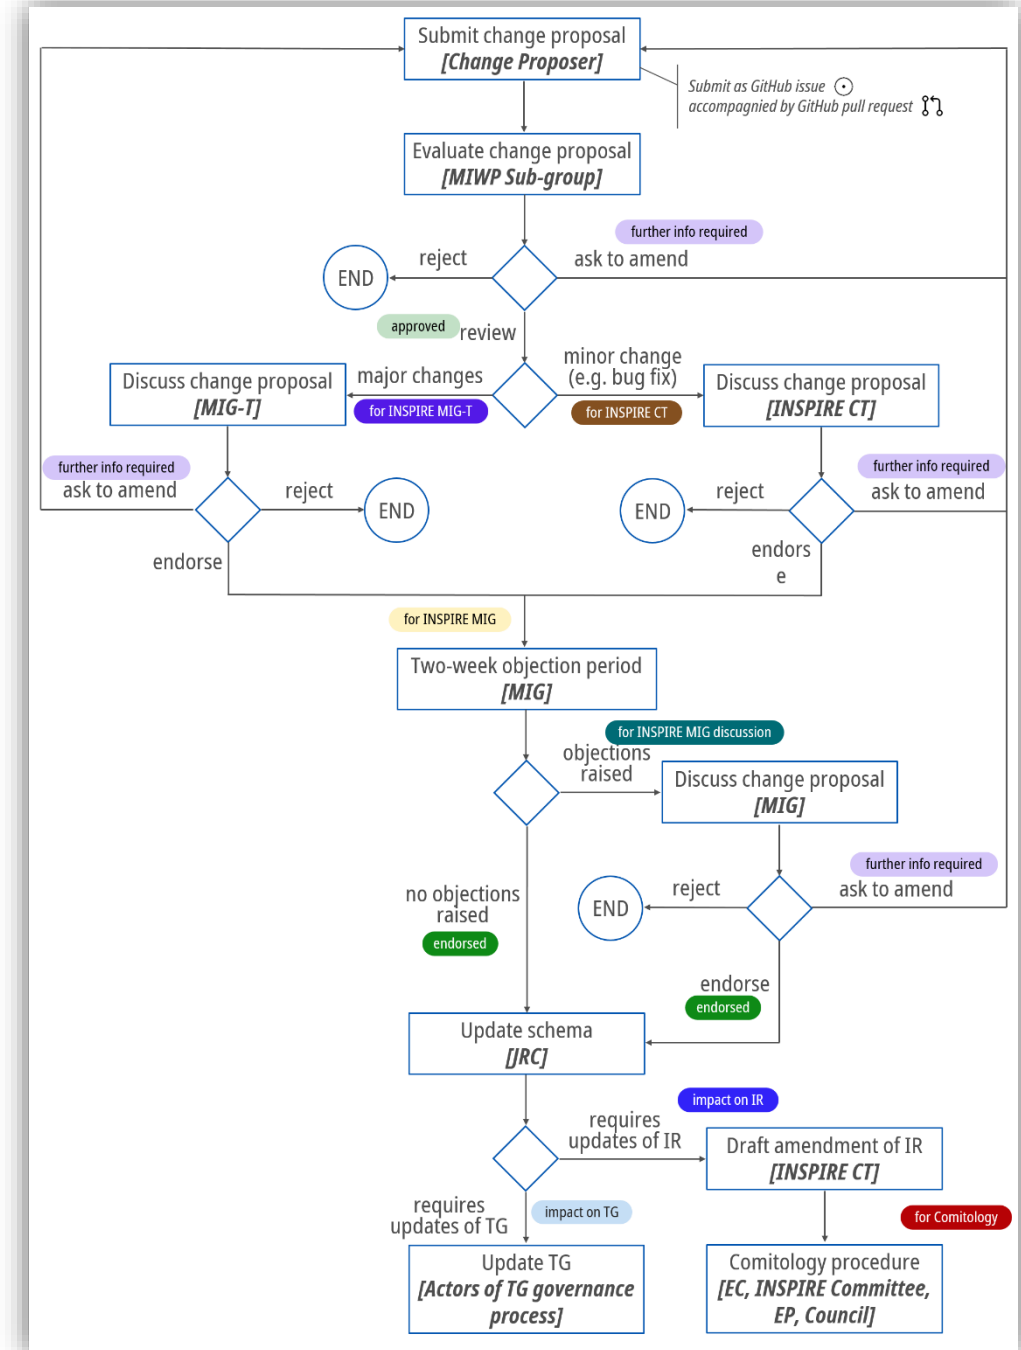 Submit change proposal
[Change Proposer]
Submit as GitHub issue
accompagnied by GitHub pull request
Evaluate change proposal
[MIWP Sub-group]
further info required
reject
ask to amend
END
approved
review
minor change
(e.g. bug fix)
major changes
for INSPIRE MIG-T
for INSPIRE CT
Discuss change proposal
[MIG-T]
Discuss change proposal
[INSPIRE CT]
further info required
ask to amend
reject
END
END
reject
further info required
ask to amend
endorse
endors
e
for INSPIRE MIG
Two-week objection period
[MIG]
for INSPIRE MIG discussion
objections
raised
Discuss change proposal
[MIG]
further info required
reject
ask to amend
END
no objections
raised
endorsed
endorse
endorsed
Update schema
[JRC]
impact on IR
requires
updates of IR
Draft amendment of IR
[INSPIRE CT]
requires
updates of TG
impact on TG
for Comitology
Update TG
[Actors of TG governance
process]
Comitology procedure
[EC, INSPIRE Committee,
EP, Council]